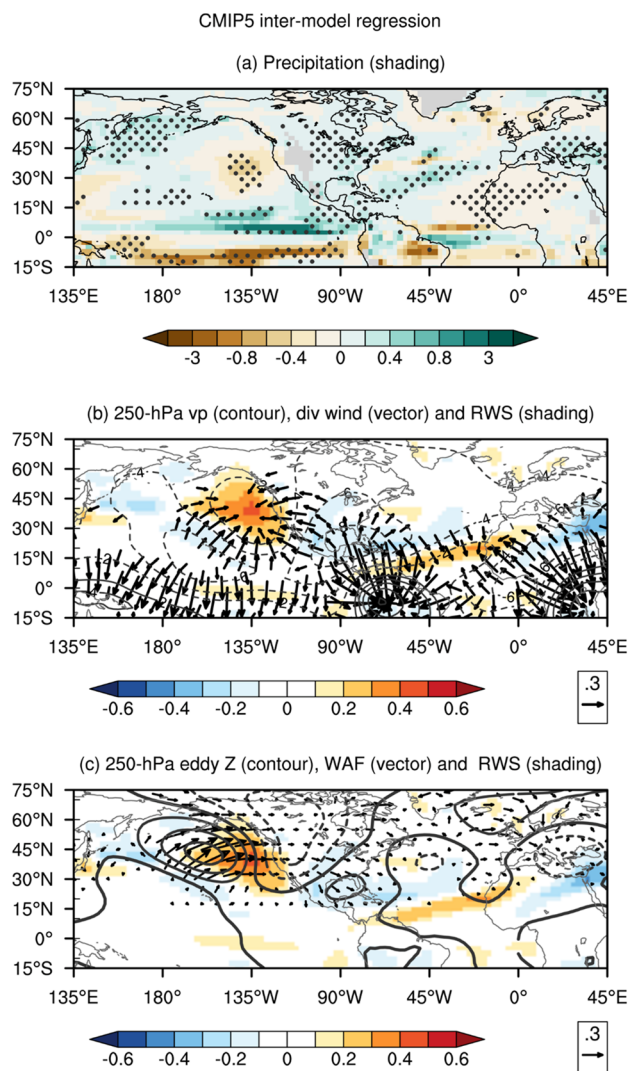 CMIP5 inter-model regression
(a) Precipitation (shading)
75°N
60°N
45°N
30°N
15°N
0°
15°S
135°E 180° 135°W 90°W 45°W 0° 45°E
-3 -0.8 -0.4 0 0.4 0.8 3
(b) 250-hPa vp (contour), div wind (vector) and RWS (shading)
75°N
60°N
45°N
30°N
15°N
0°
15°S
-4
-4
-6
135°E 180° 135°W 90°W 45°W 0° 45°E
-0.6 -0.4 -0.2 0 0.2 0.4 0.6
.3
(c) 250-hPa eddy Z (contour), WAF (vector) and RWS (shading)
75°N
60°N
45°N
30°N
15°N
0°
15°S
135°E 180° 135°W 90°W 45°W 0° 45°E
-0.6 -0.4 -0.2 0 0.2 0.4 0.6
.3